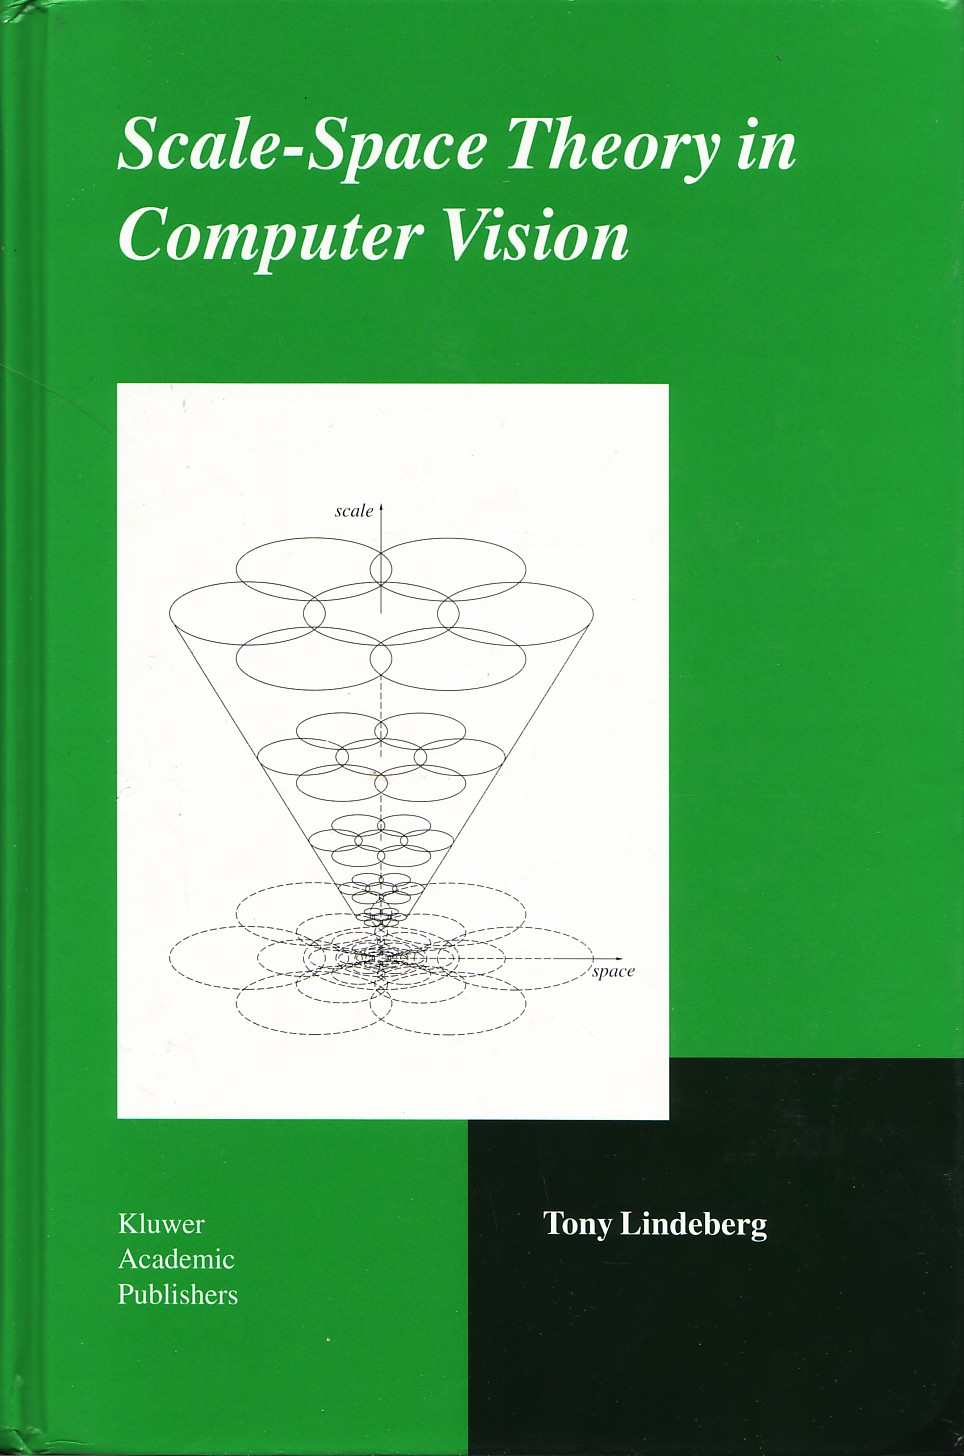 Scale-Space Theory in
Computer Vision
scale
space
Kluwer
Academic
Publishers
Tony Lindeberg